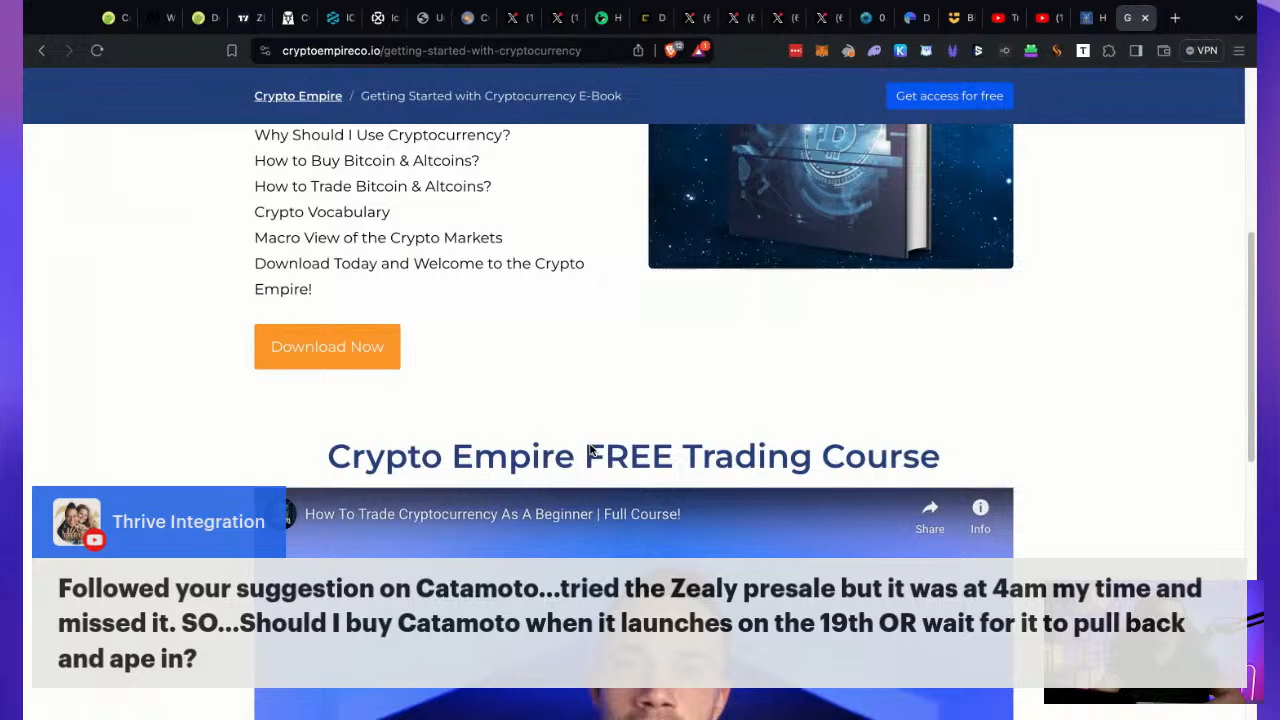 cryptoempireco.io/getting-started-with-cryptocurrency
VPN
Crypto Empire / Getting Started with Cryptocurrency E-Book
Get access for free
Why Should I Use Cryptocurrency?
How to Buy Bitcoin & Altcoins?
How to Trade Bitcoin & Altcoins?
Crypto Vocabulary
Macro View of the Crypto Markets
Download Today and Welcome to the Crypto
Empire!
Download Now
Crypto Empire FREE Trading Course
How To Trade Cryptocurrency As A Beginner | Full Course!
Share
Info
Thrive Integration
Followed your suggestion on Catamoto...tried the Zealy presale but it was at 4am my time and
missed it. SO...Should I buy Catamoto when it launches on the 19th OR wait for it to pull back
and ape in?